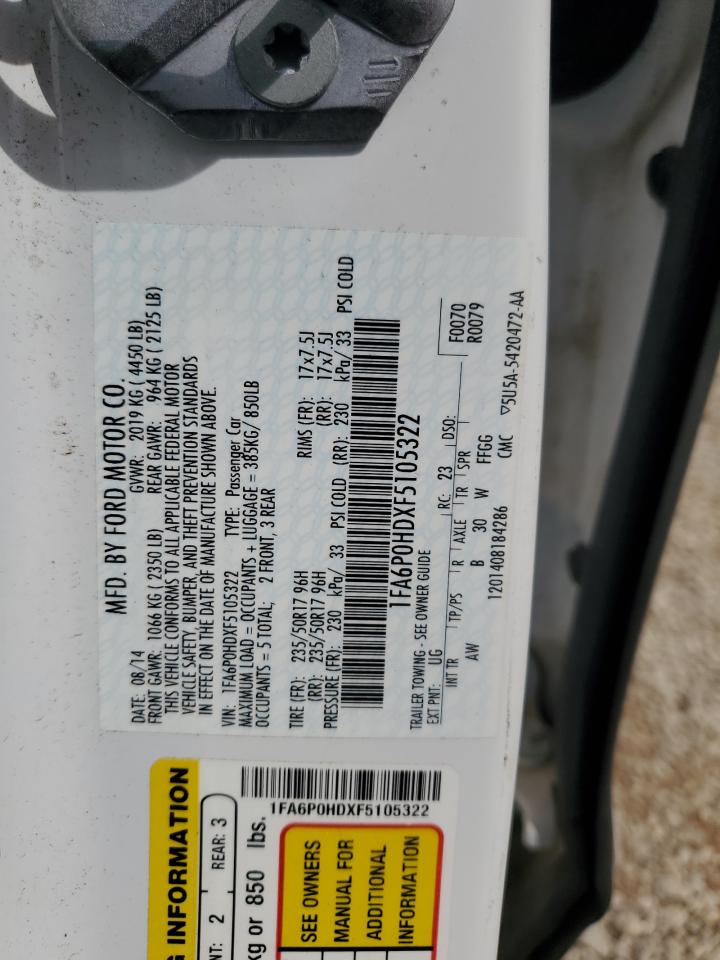 MFD. BY FORD MOTOR CO.
DATE: 08/14 GVWR: 2019 KG ( 4450 LB)
FRONT GAWR: 1066 KG ( 2350 LB) REAR GAWR: 964 KG ( 2125 LB)
THIS VEHICLE CONFORMS TO ALL APPLICABLE FEDERAL MOTOR
VEHICLE SAFETY, BUMPER, AND THEFT PREVENTION STANDARDS
IN EFFECT ON THE DATE OF MANUFACTURE SHOWN ABOVE.
VIN: 1FA6P0HDXF5105322 TYPE: Passenger Car
MAXIMUM LOAD = OCCUPANTS + LUGGAGE = 385KG/ 850LB
OCCUPANTS = 5 TOTAL; 2 FRONT, 3 REAR
TIRE (FR): 235/50R17 96H RIMS (FR): 17x7.5J
(RR): 235/50R17 96H (RR): 17x7.5J
PRESSURE (FR): 230 kPa/ 33 PSI COLD (RR): 230 kPa/ 33 PSI COLD
1FA6P0HDXF5105322
TRAILER TOWING - SEE OWNER GUIDE
EXT PNT: UG RC: 23 DSO: F0070
R0079
INT TR TP/PS R AXLE TR SPR
AW B 30 W FFGG
1201408184286 CMC ▽5U5A-5420472-AA
G INFORMATION
NT: 2 REAR: 3
kg or 850 lbs.
1FA6P0HDXF5105322
SEE OWNERS
MANUAL FOR
ADDITIONAL
INFORMATION